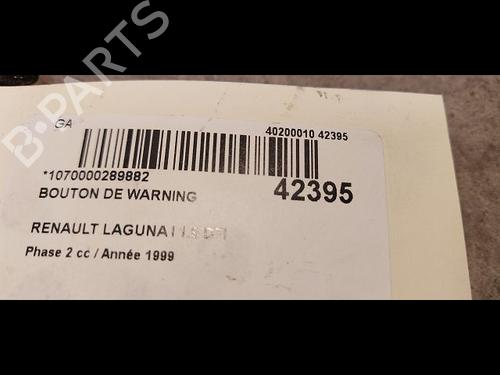 B-PARTS
GA
40200010 42395
*1070000289882
BOUTON DE WARNING
42395
RENAULT LAGUNA I
Phase 2 cc / Année 1999